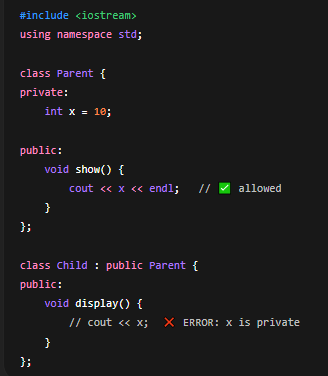 #include <iostream>
using namespace std;

class Parent {
private:
    int x = 10;

public:
    void show() {
        cout << x << endl;   // ✅ allowed
    }
};

class Child : public Parent {
public:
    void display() {
        // cout << x;  ❌ ERROR: x is private
    }
};